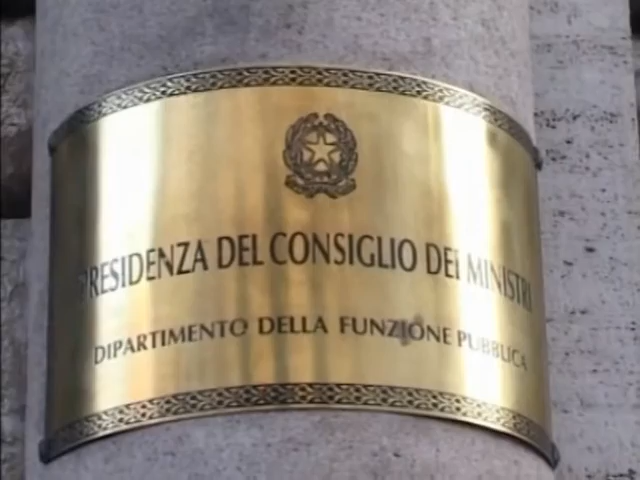 PRESIDENZA DEL CONSIGLIO DEI MINISTRI
DIPARTIMENTO DELLA FUNZIONE PUBBLICA